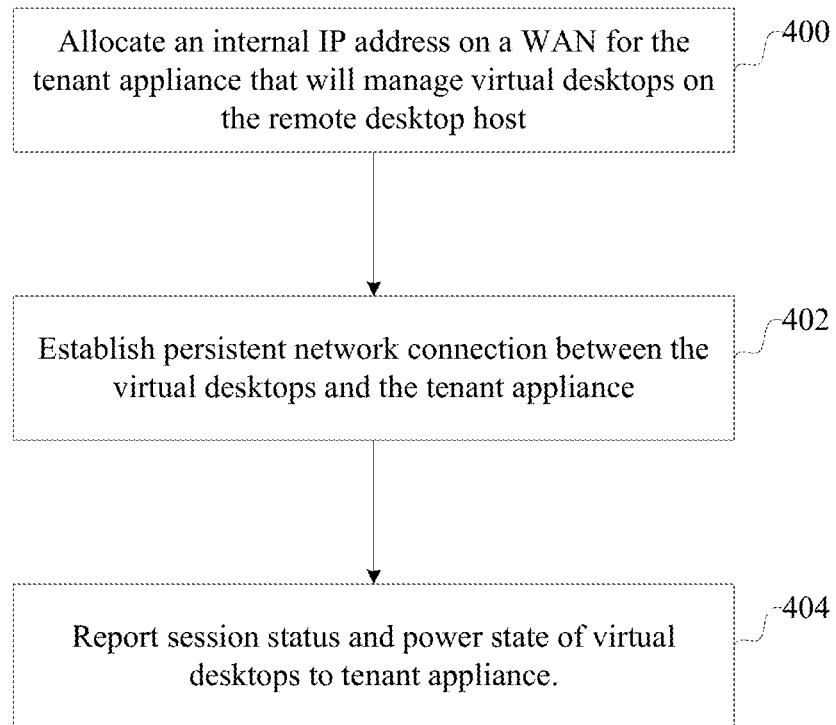 Allocate an internal IP address on a WAN for the
tenant appliance that will manage virtual desktops on
the remote desktop host
400
Establish persistent network connection between the
virtual desktops and the tenant appliance
402
Report session status and power state of virtual
desktops to tenant appliance.
404